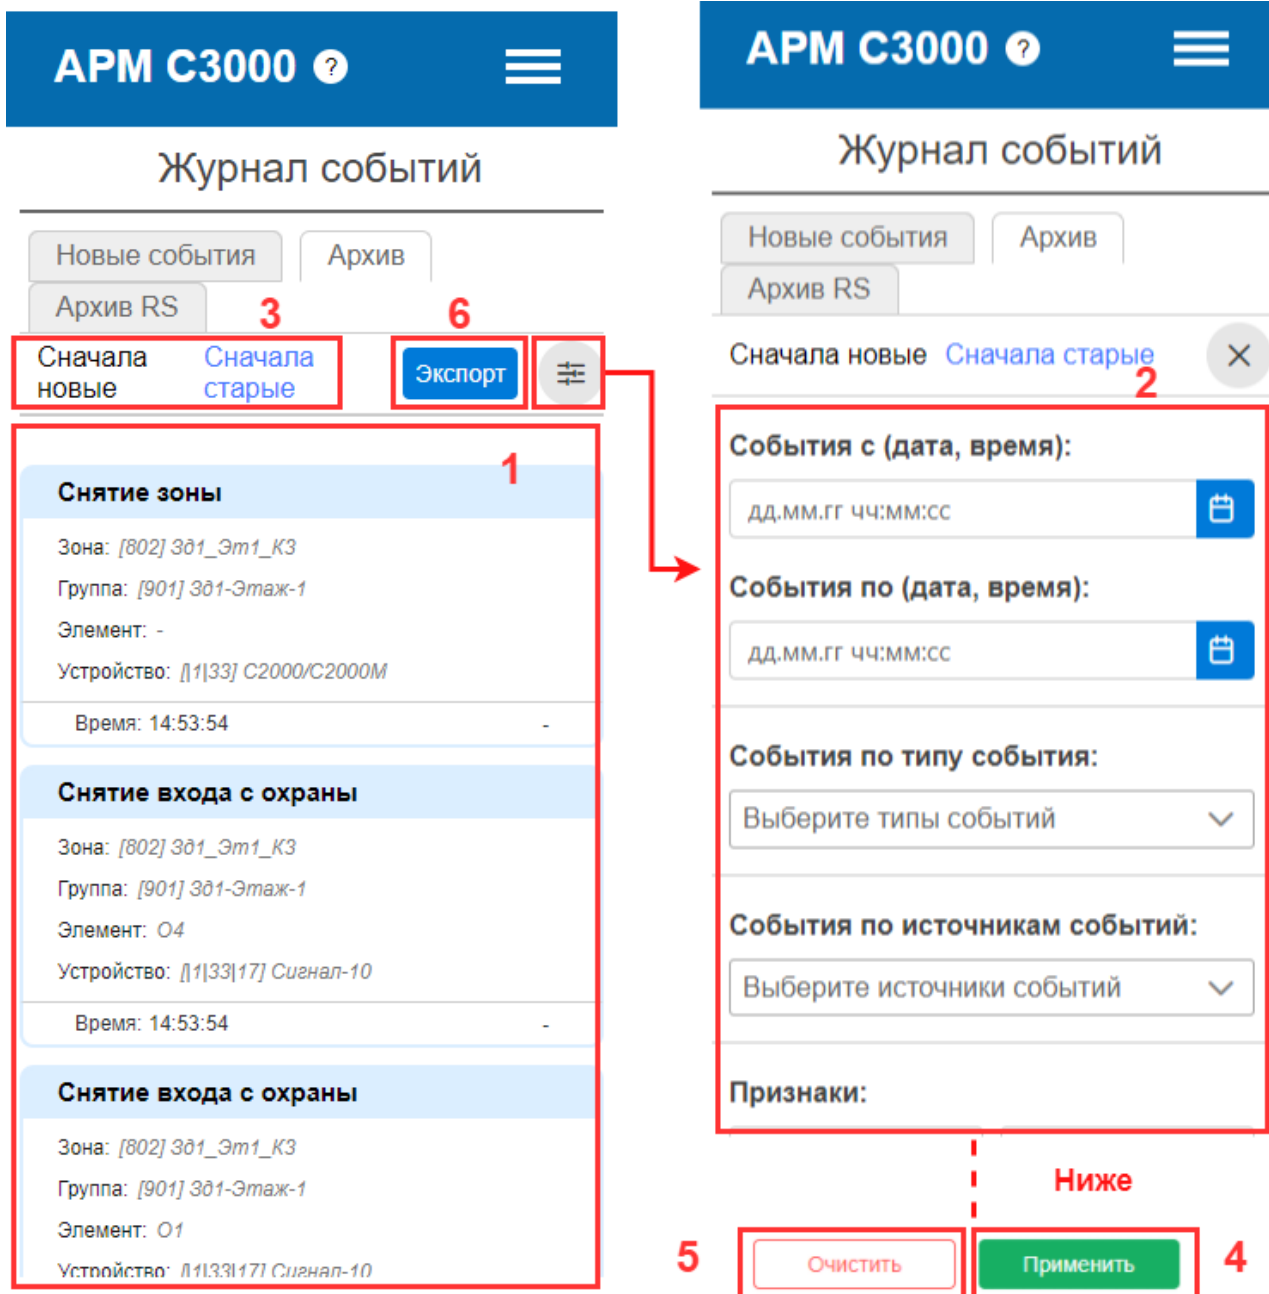 АРМ С3000 ?
Журнал событий
Новые события
Архив
Архив RS
3
6
Сначала новые
Сначала старые
Экспорт
1
Снятие зоны
Зона: [802] Зд1_Эт1_К3
Группа: [901] Зд1-Этаж-1
Элемент: -
Устройство: [|1|33] С2000/С2000М
Время: 14:53:54 -
Снятие входа с охраны
Зона: [802] Зд1_Эт1_К3
Группа: [901] Зд1-Этаж-1
Элемент: О4
Устройство: [|1|33|17] Сигнал-10
Время: 14:53:54 -
Снятие входа с охраны
Зона: [802] Зд1_Эт1_К3
Группа: [901] Зд1-Этаж-1
Элемент: О1
Устройство: [|1|33|17] Сигнал-10
АРМ С3000 ?
Журнал событий
Новые события
Архив
Архив RS
Сначала новые Сначала старые
2
События с (дата, время):
дд.мм.гг чч:мм:сс
События по (дата, время):
дд.мм.гг чч:мм:сс
События по типу события:
Выберите типы событий
События по источникам событий:
Выберите источники событий
Признаки:
Ниже
5
Очистить
Применить
4